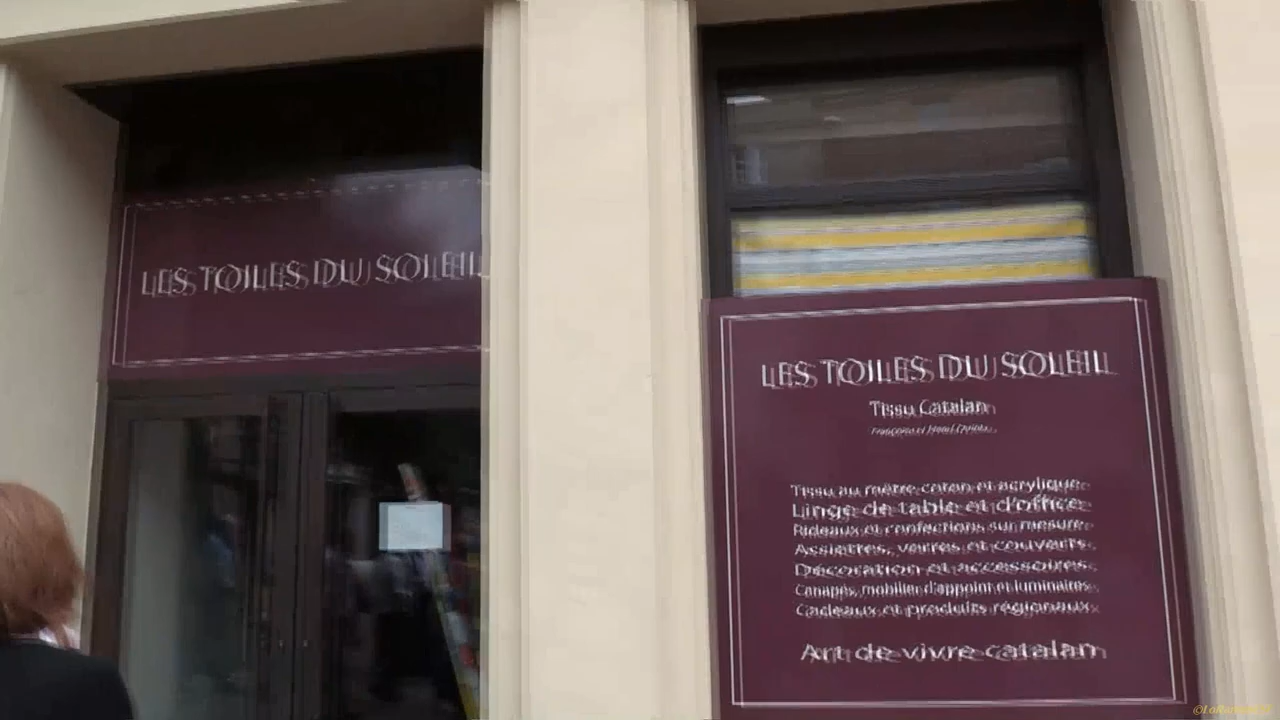 LES TOILES DU SOLEIL
LES TOILES DU SOLEIL
Tissu Catalan
Tissu au mètre coton et acrylique
Linge de table et d'office
Rideaux et confections sur mesure
Assiettes, verres et couverts
Décoration et accessoires
Canapés, mobilier d'appoint et luminaires
Cadeaux et produits régionaux
Art de vivre catalan